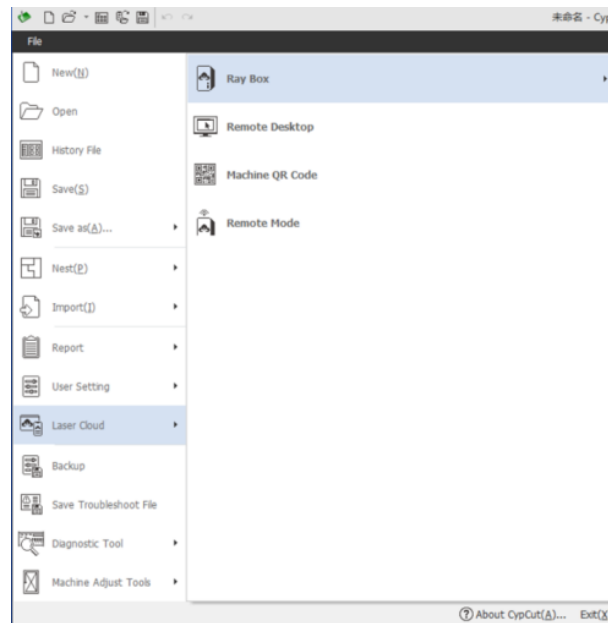 未命名 - Cyp
File
New(N)
Open
History File
Save(S)
Save as(A)...
Nest(P)
Import(I)
Report
User Setting
Laser Cloud
Backup
Save Troubleshoot File
Diagnostic Tool
Machine Adjust Tools
Ray Box
Remote Desktop
Machine QR Code
Remote Mode
About CypCut(A)... Exit(X